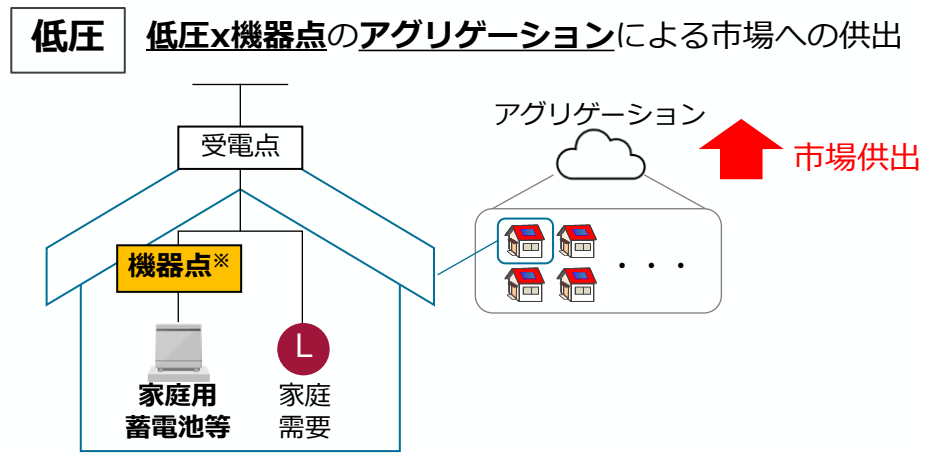 低圧
低圧x機器点のアグリゲーションによる市場への供出
受電点
アグリゲーション
市場供出
機器点※
・・・
L
家庭用
蓄電池等
家庭
需要